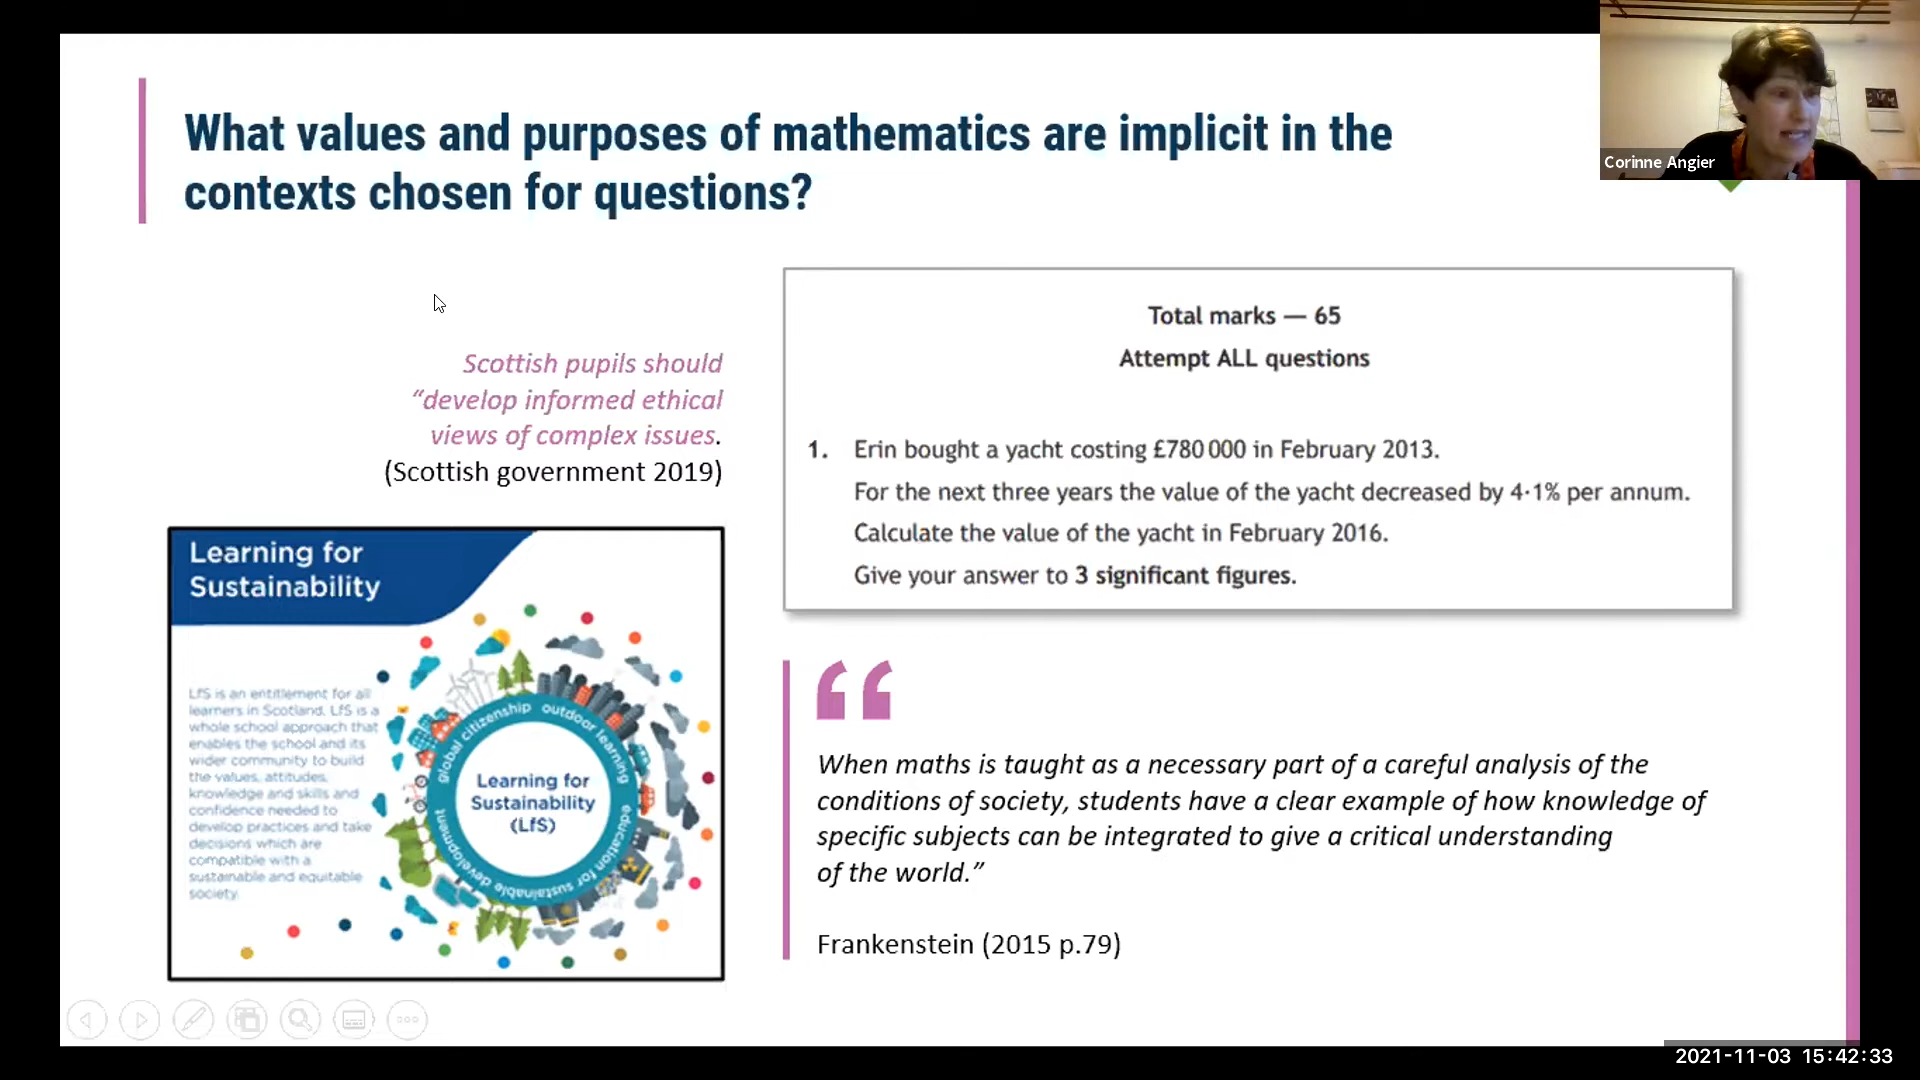 What values and purposes of mathematics are implicit in the
contexts chosen for questions?
Corinne Angier
Scottish pupils should
“develop informed ethical
views of complex issues.
(Scottish government 2019)
Total marks — 65
Attempt ALL questions
1. Erin bought a yacht costing £780 000 in February 2013.
For the next three years the value of the yacht decreased by 4·1% per annum.
Calculate the value of the yacht in February 2016.
Give your answer to 3 significant figures.
Learning for
Sustainability
LfS is an entitlement for all
learners in Scotland. LfS is a
whole school approach that
enables the school and its
wider community to build
the values, attitudes,
knowledge and skills and
confidence needed to
develop practices and take
decisions which are
compatible with a
sustainable and equitable
society.
global citizenship
outdoor learning
education for sustainable development
Learning for
Sustainability
(LfS)
“
When maths is taught as a necessary part of a careful analysis of the
conditions of society, students have a clear example of how knowledge of
specific subjects can be integrated to give a critical understanding
of the world.”
Frankenstein (2015 p.79)
2021-11-03 15:42:33